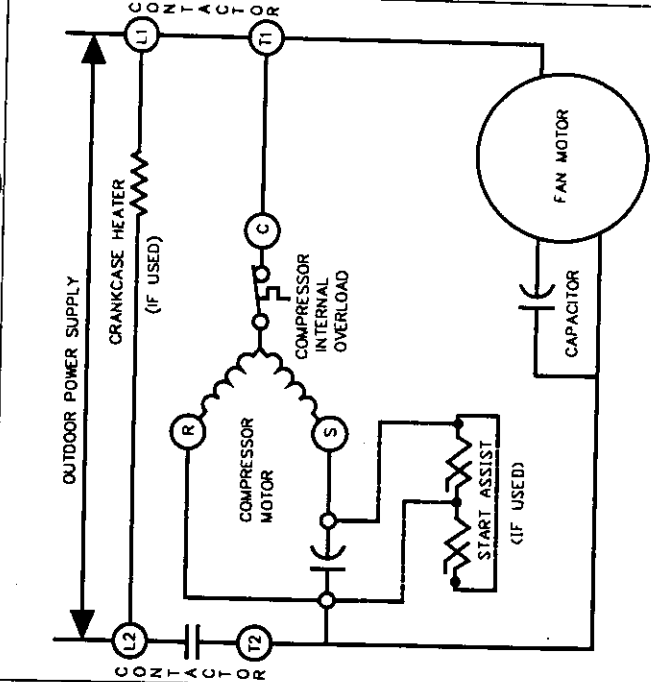 CONTACTOR
L1
T1
OUTDOOR POWER SUPPLY
CRANKCASE HEATER
(IF USED)
C
COMPRESSOR
INTERNAL
OVERLOAD
FAN MOTOR
CAPACITOR
R
S
COMPRESSOR
MOTOR
START ASSIST
(IF USED)
L2
T2
CONTACTOR